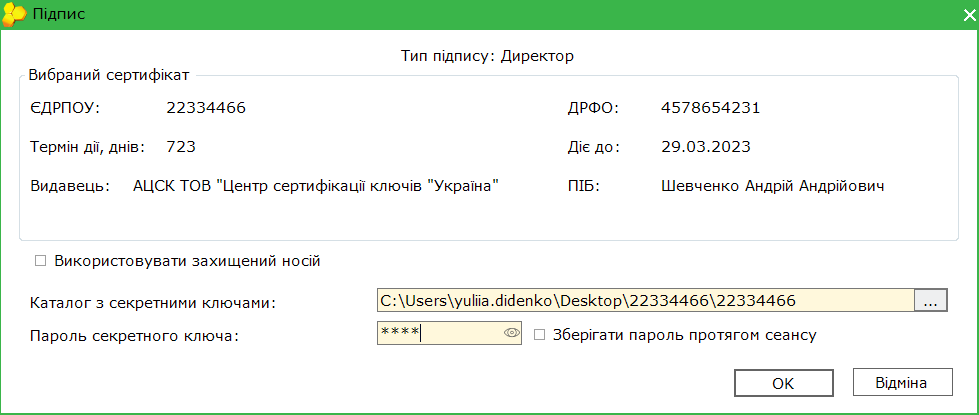 Підпис
Тип підпису: Директор
Вибраний сертифікат
ЄДРПОУ: 22334466 ДРФО: 4578654231
Термін дії, днів: 723 Діє до: 29.03.2023
Видавець: АЦСК ТОВ "Центр сертифікації ключів "Україна" ПІБ: Шевченко Андрій Андрійович
Використовувати захищений носій
Каталог з секретними ключами: C:\Users\yuliia.didenko\Desktop\22334466\22334466 ...
Пароль секретного ключа: **** Зберігати пароль протягом сеансу
OK Відміна